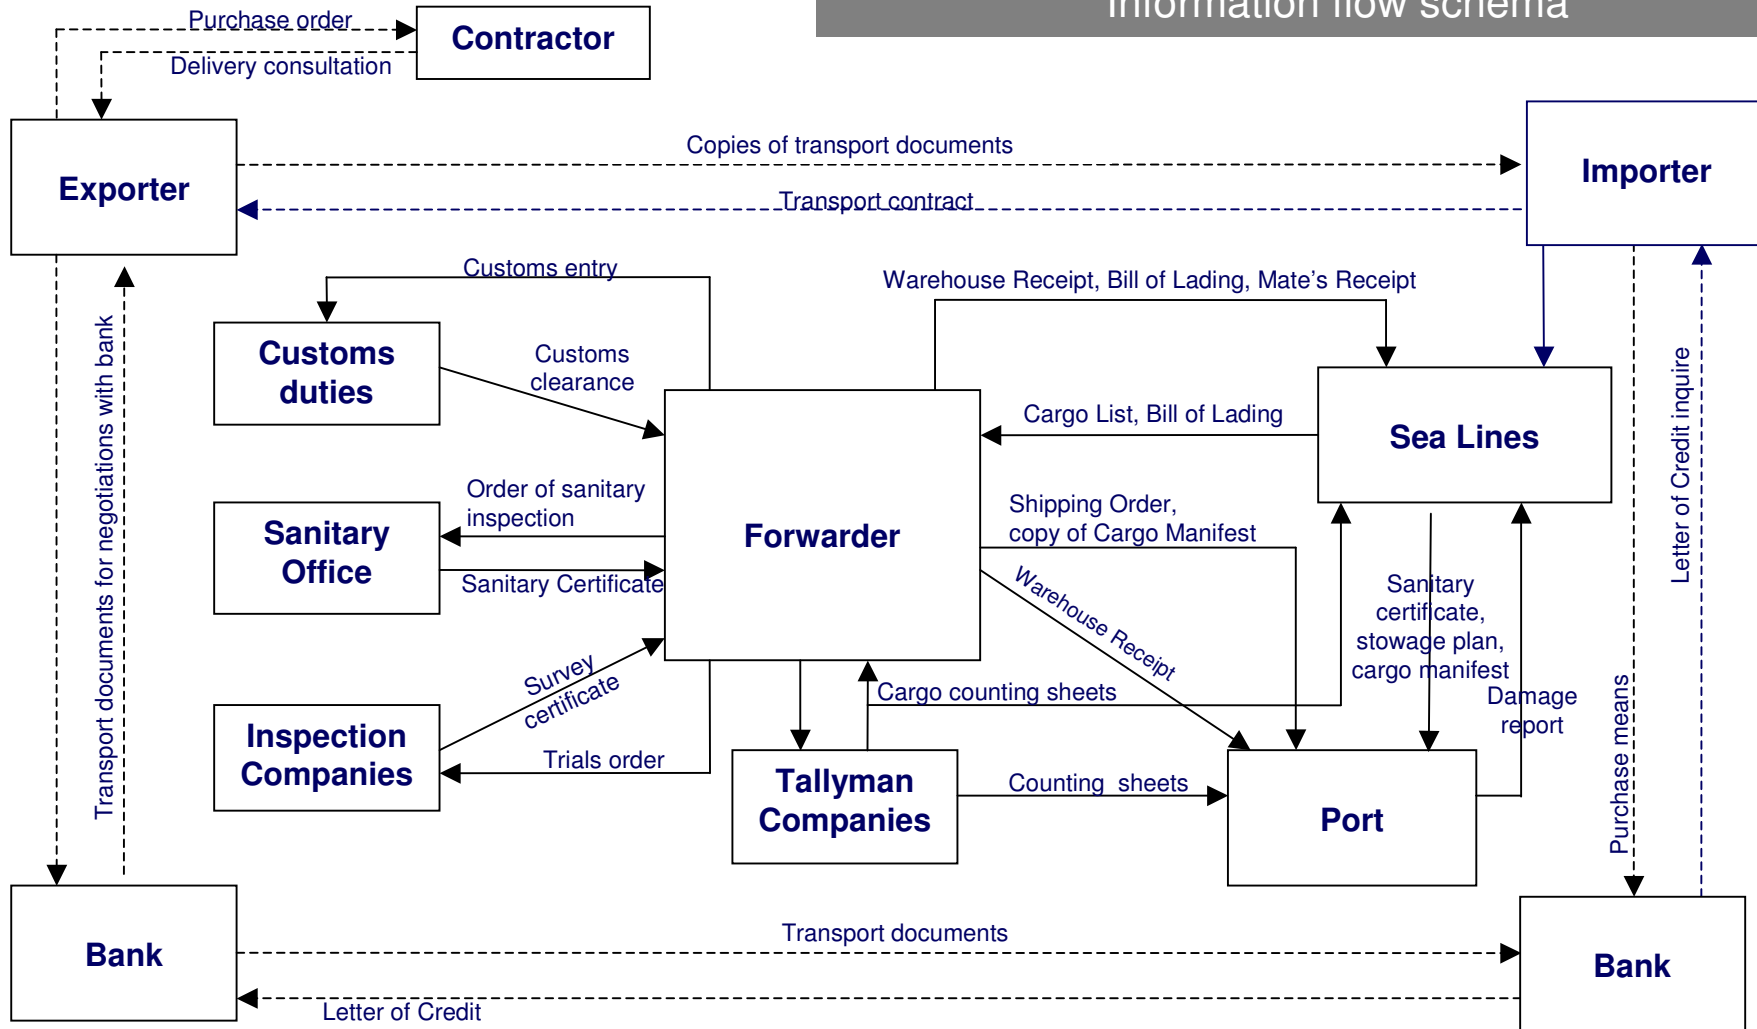 Information flow schema
Purchase order
Contractor
Delivery consultation
Exporter
Copies of transport documents
Importer
Transport contract
Customs entry
Warehouse Receipt, Bill of Lading, Mate’s Receipt
Customs
duties
Customs
clearance
Cargo List, Bill of Lading
Sea Lines
Order of sanitary
inspection
Sanitary
Office
Sanitary Certificate
Forwarder
Shipping Order,
copy of Cargo Manifest
Warehouse Receipt
Sanitary
certificate,
stowage plan,
cargo manifest
Letter of Credit inquire
Transport documents for negotiations with bank
Survey
certificate
Cargo counting sheets
Damage
report
Purchase means
Inspection
Companies
Trials order
Tallyman
Companies
Counting sheets
Port
Bank
Transport documents
Bank
Letter of Credit